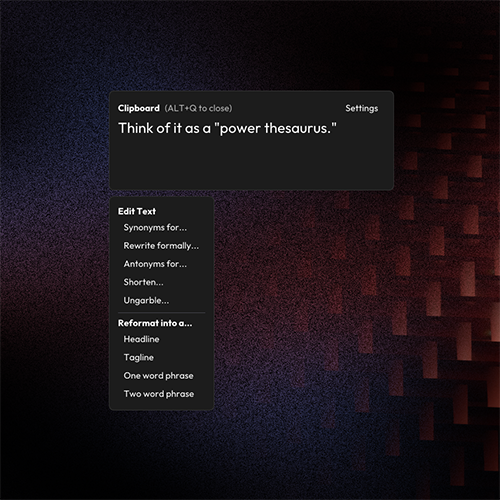 Clipboard (ALT+Q to close) Settings
Think of it as a "power thesaurus."
Edit Text
Synonyms for...
Rewrite formally...
Antonyms for...
Shorten...
Ungarble...
Reformat into a...
Headline
Tagline
One word phrase
Two word phrase